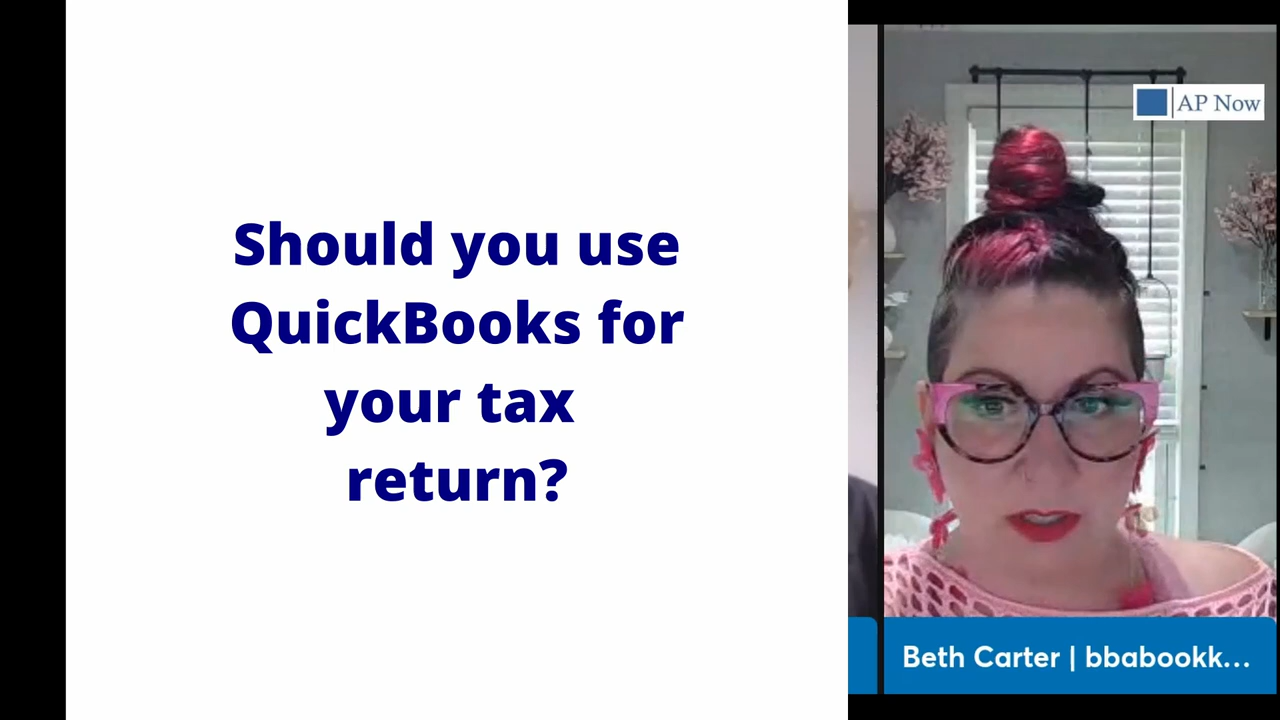 Should you use
QuickBooks for
your tax
return?
AP Now
Beth Carter | bbabookk...